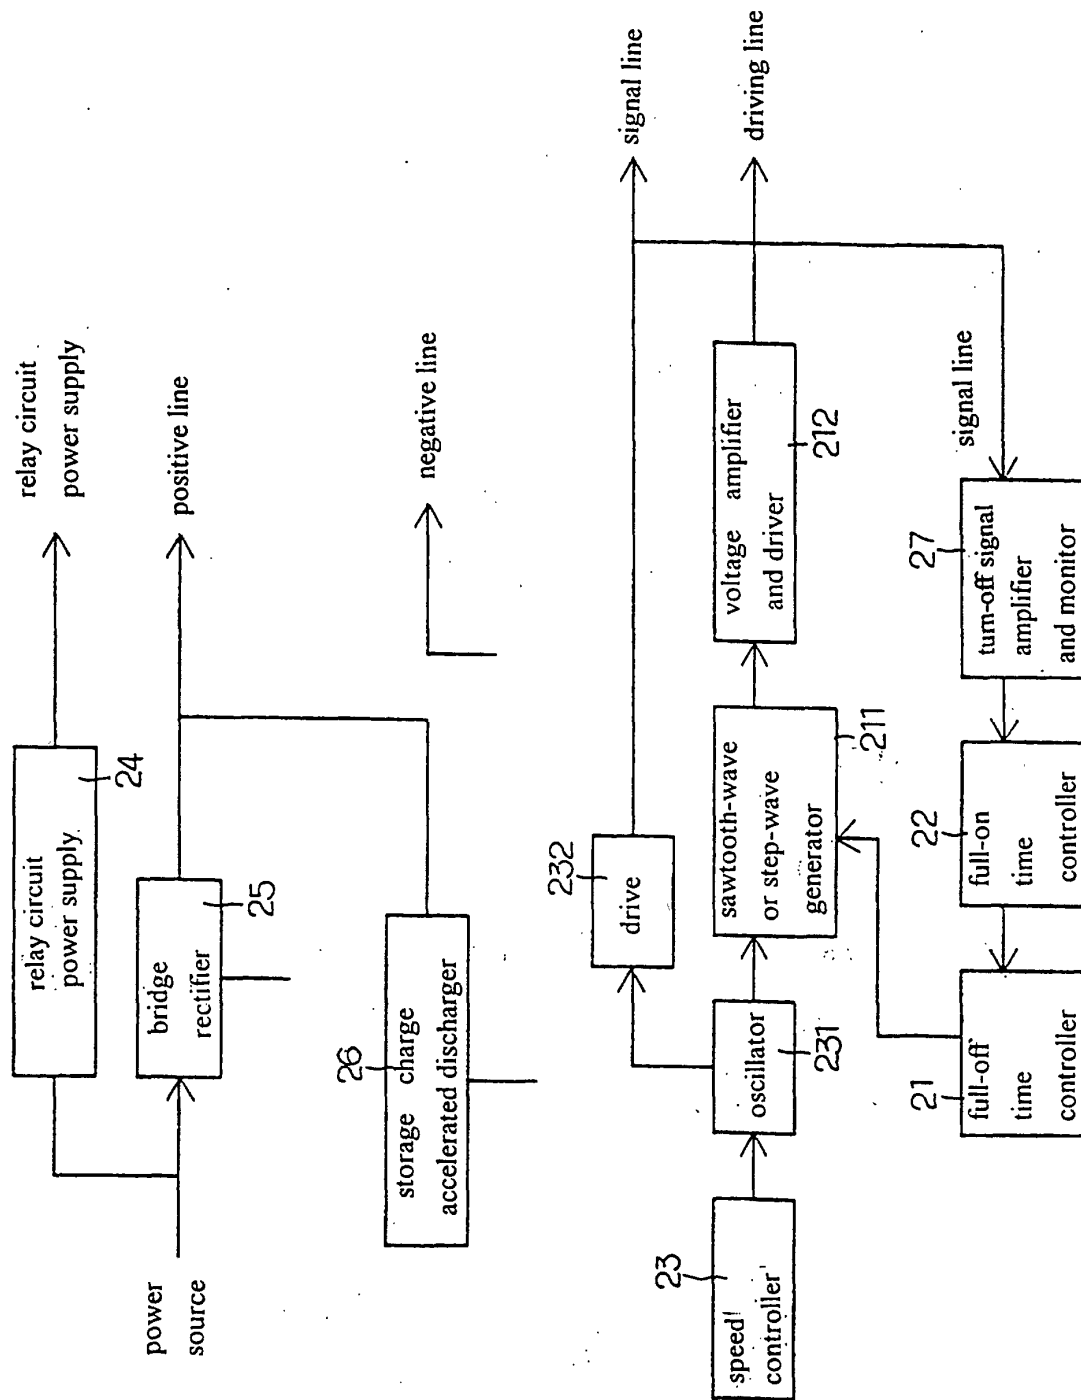 relay circuit
power supply
24
relay circuit
power supply
power
source
bridge
rectifier
25
positive line
26
storage charge
accelerated discharger
negative line
23
speed
controller
oscillator
231
232
drive
signal line
sawtooth-wave
or step-wave
generator
211
voltage amplifier
and driver
212
driving line
21
full-off
time
controller
22
full-on
time
controller
27
turn-off signal
amplifier
and monitor
signal line